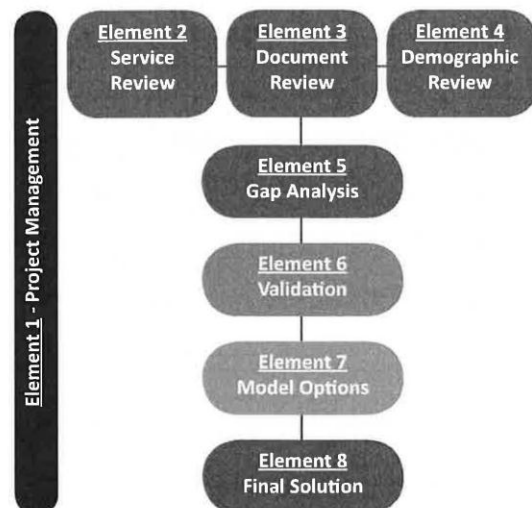 Element 1 - Project Management
Element 2
Service
Review
Element 3
Document
Review
Element 4
Demographic
Review
Element 5
Gap Analysis
Element 6
Validation
Element 7
Model Options
Element 8
Final Solution